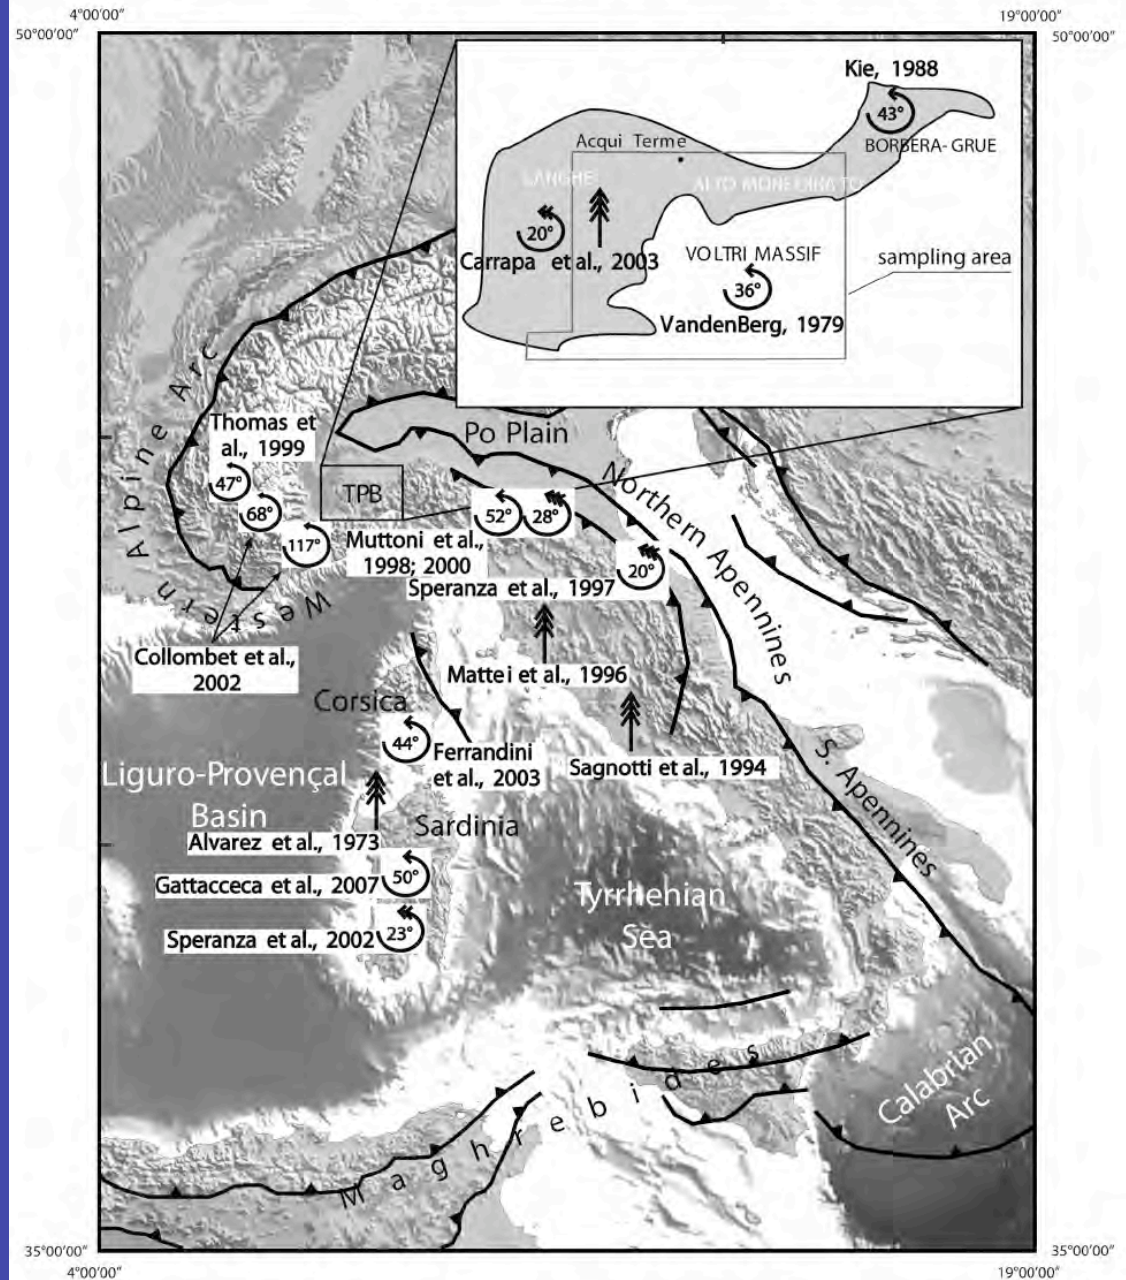 4°00'00"
19°00'00"
50°00'00"
50°00'00"
Kie, 1988
43°
BORBERA-GRUE
Acqui Terme
LANGHE
ALTO MONFERRATO
20°
Carrapa et al., 2003
VOLTRI MASSIF
36°
VandenBerg, 1979
sampling area
Western Alpine Arc
Thomas et
al., 1999
47°
68°
117°
Collombet et al.,
2002
Po Plain
TPB
52°
28°
Muttoni et al.,
1998; 2000
Northern Apennines
20°
Speranza et al., 1997
Mattei et al., 1996
Corsica
44°
Ferrandini
et al., 2003
Sagnotti et al., 1994
S. Apennines
Liguro-Provençal
Basin
Alvarez et al., 1973
Sardinia
Gattacceca et al., 2007
50°
Speranza et al., 2002
23°
Tyrrhehian
Sea
Calabrian
Arc
Maghrebides
35°00'00"
35°00'00"
4°00'00"
19°00'00"